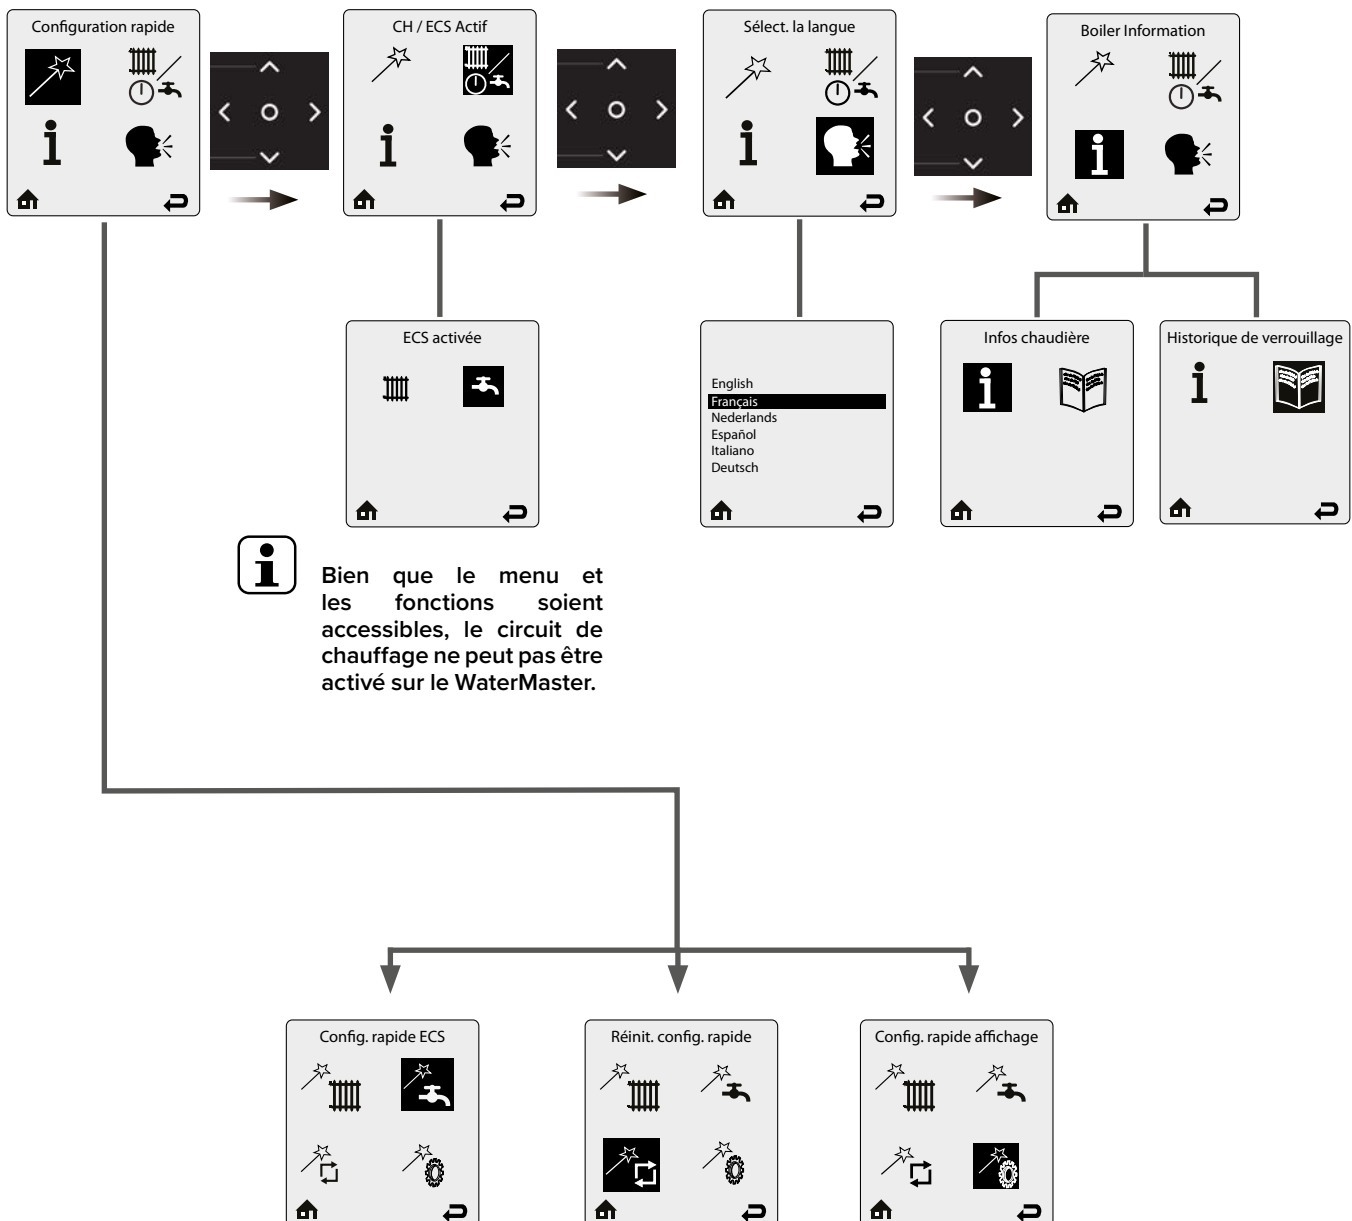 Configuration rapide
CH / ECS Actif
Sélect. la langue
Boiler Information
ECS activée
English
Français
Nederlands
Español
Italiano
Deutsch
Infos chaudière
Historique de verrouillage
Bien que le menu et
les fonctions soient
accessibles, le circuit de
chauffage ne peut pas être
activé sur le WaterMaster.
Config. rapide ECS
Réinit. config. rapide
Config. rapide affichage